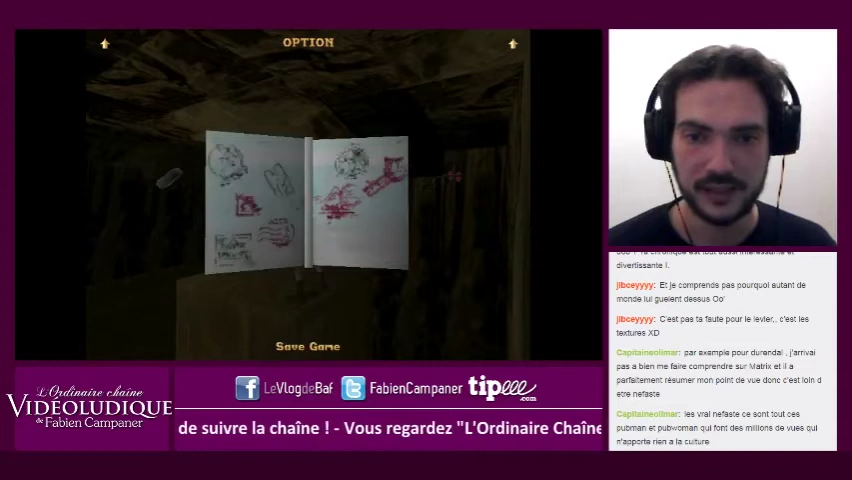 OPTION
Save Game
divertissante !.
jibceyyyy: Et je comprends pas pourquoi autant de
monde lui gueient dessus Oo'
jibceyyyy: C'est pas ta faute pour le levier,, c'est les
textures XD
Capitaineolimar: par exemple pour durendal , j'arrivai
pas a bien me faire comprendre sur Matrix et il a
parfaitement résumer mon point de vue donc c'est loin d
etre nefaste
Capitaineolimar: les vrai nefaste ce sont tout ces
pubman et pubwoman qui font des millions de vues qui
n'apporte rien a la culture
L'Ordinaire chaîne
VIDÉOLUDIQUE
de Fabien Campaner
LeVlogdeBaf
FabienCampaner
tipeee
.com
de suivre la chaîne ! - Vous regardez "L'Ordinaire Chaîne